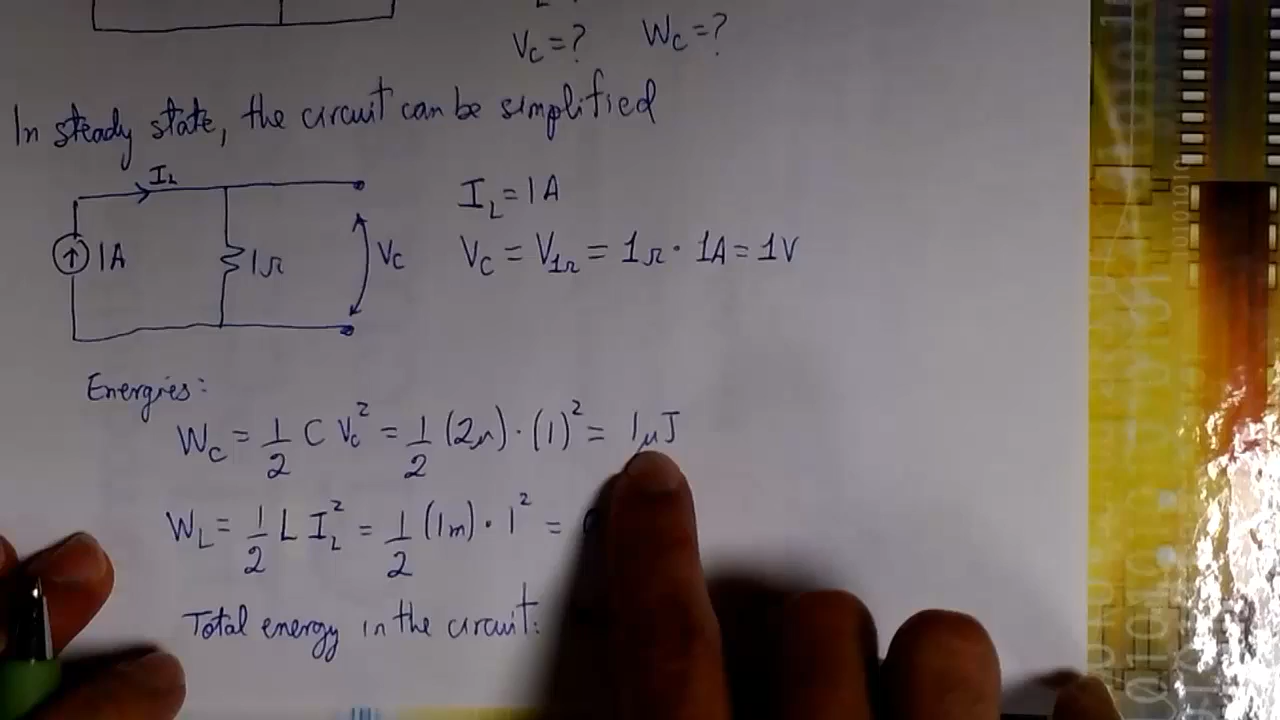 Vc = ? Wc = ?
In steady state, the circuit can be simplified
IL
1A
1Ω
Vc
IL = 1A
Vc = V1Ω = 1Ω · 1A = 1V
Energies:
Wc = 1/2 C Vc² = 1/2 (2μ) · (1)² = 1μJ
WL = 1/2 L IL² = 1/2 (1m) · 1² =
Total energy in the circuit: